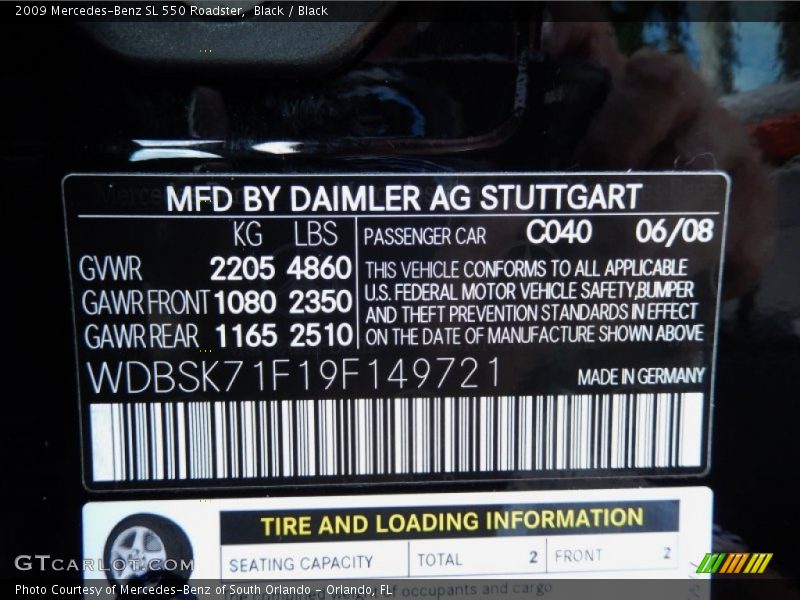 2009 Mercedes-Benz SL 550 Roadster, Black / Black
MFD BY DAIMLER AG STUTTGART
KG LBS
GVWR 2205 4860
GAWR FRONT 1080 2350
GAWR REAR 1165 2510
PASSENGER CAR C040 06/08
THIS VEHICLE CONFORMS TO ALL APPLICABLE
U.S. FEDERAL MOTOR VEHICLE SAFETY,BUMPER
AND THEFT PREVENTION STANDARDS IN EFFECT
ON THE DATE OF MANUFACTURE SHOWN ABOVE
WDBSK71F19F149721
MADE IN GERMANY
TIRE AND LOADING INFORMATION
SEATING CAPACITY TOTAL 2 FRONT 2
of occupants and cargo
GTcarlot.com
Photo Courtesy of Mercedes-Benz of South Orlando - Orlando, FL